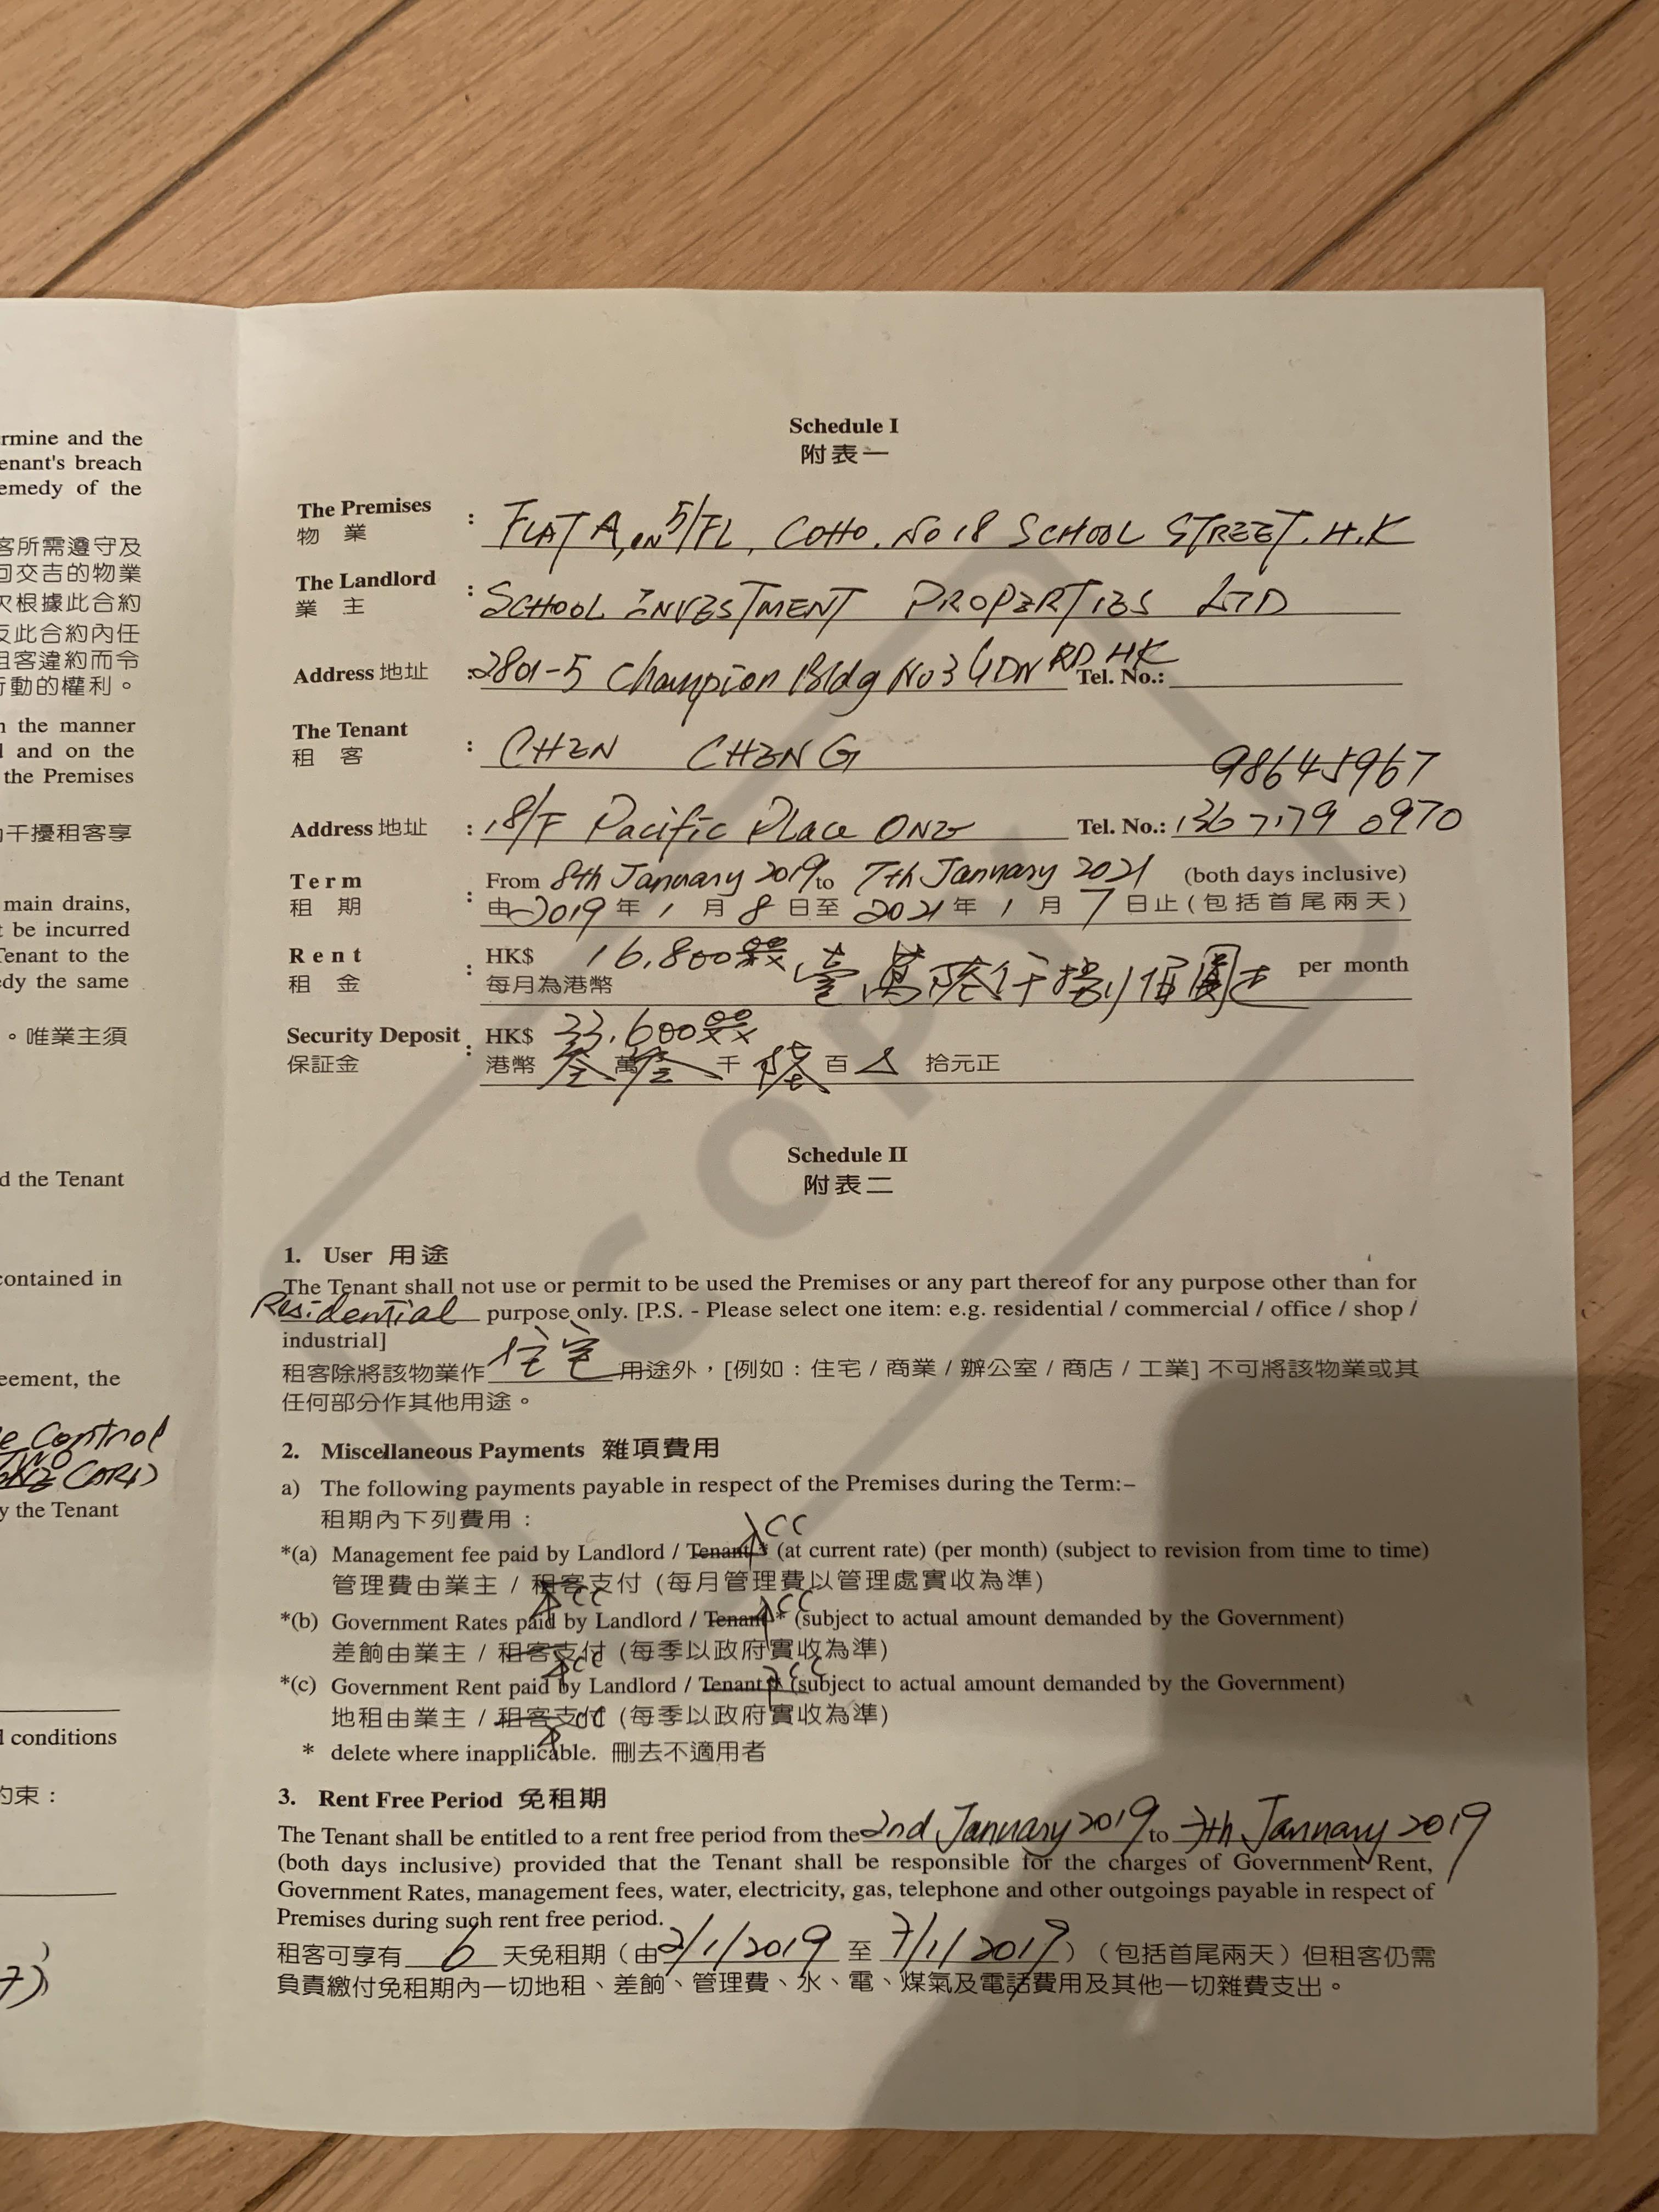 rmine and the
enant's breach
emedy of the
客所需遵守及
回交吉的物業
欠根據此合約
反此合約內任
租客違約而令
行動的權利。
n the manner
d and on the
the Premises
干擾租客享
main drains,
t be incurred
Tenant to the
edy the same
。唯業主須
d the Tenant
contained in
eement, the
e Control
TWO
CARD
y the Tenant
l conditions
約束：
7)
Schedule I
附表一
The Premises : FLAT A, on 5/FL, COHO. No 18 SCHOOL STREET. H.K
物 業
The Landlord : SCHOOL INVESTMENT PROPERTIES LTD
業 主
Address 地址 : 2801-5 Champion Bldg No 3 GDN RD HK Tel. No.:
The Tenant : CHEN CHENG
租 客
98645967
Address 地址 : 18/F Pacific Place ONE Tel. No.: 1367179 0970
Term : From 8th January 2019 to 7th January 2021 (both days inclusive)
租 期 由 2019 年 1 月 8 日至 2021 年 1 月 7 日止(包括首尾兩天)
Rent : HK$ 16,800 壹萬陸仟捌佰圓正 per month
租 金 每月為港幣
Security Deposit : HK$ 33,600
保証金 港幣 叁 萬 叁 千 陸 百 拾元正
COPY
Schedule II
附表二
1. User 用途
The Tenant shall not use or permit to be used the Premises or any part thereof for any purpose other than for
Residential purpose only. [P.S. - Please select one item: e.g. residential / commercial / office / shop /
industrial]
租客除將該物業作 住宅 用途外，[例如：住宅 / 商業 / 辦公室 / 商店 / 工業] 不可將該物業或其
任何部分作其他用途。
2. Miscellaneous Payments 雜項費用
a) The following payments payable in respect of the Premises during the Term:–
租期內下列費用：
CC
*(a) Management fee paid by Landlord / Tenant * (at current rate) (per month) (subject to revision from time to time)
管理費由業主 / 租客支付 (每月管理費以管理處實收為準)
CC CC
*(b) Government Rates paid by Landlord / Tenant * (subject to actual amount demanded by the Government)
差餉由業主 / 租客支付 (每季以政府實收為準)
CC CC
*(c) Government Rent paid by Landlord / Tenant * (subject to actual amount demanded by the Government)
地租由業主 / 租客支付 (每季以政府實收為準)
CC
* delete where inapplicable. 刪去不適用者
3. Rent Free Period 免租期
The Tenant shall be entitled to a rent free period from the 2nd January 2019 to 7th January 2019
(both days inclusive) provided that the Tenant shall be responsible for the charges of Government Rent,
Government Rates, management fees, water, electricity, gas, telephone and other outgoings payable in respect of
Premises during such rent free period.
租客可享有 6 天免租期（由 2/1/2019 至 7/1/2019）（包括首尾兩天）但租客仍需
負責繳付免租期內一切地租、差餉、管理費、水、電、煤氣及電話費用及其他一切雜費支出。